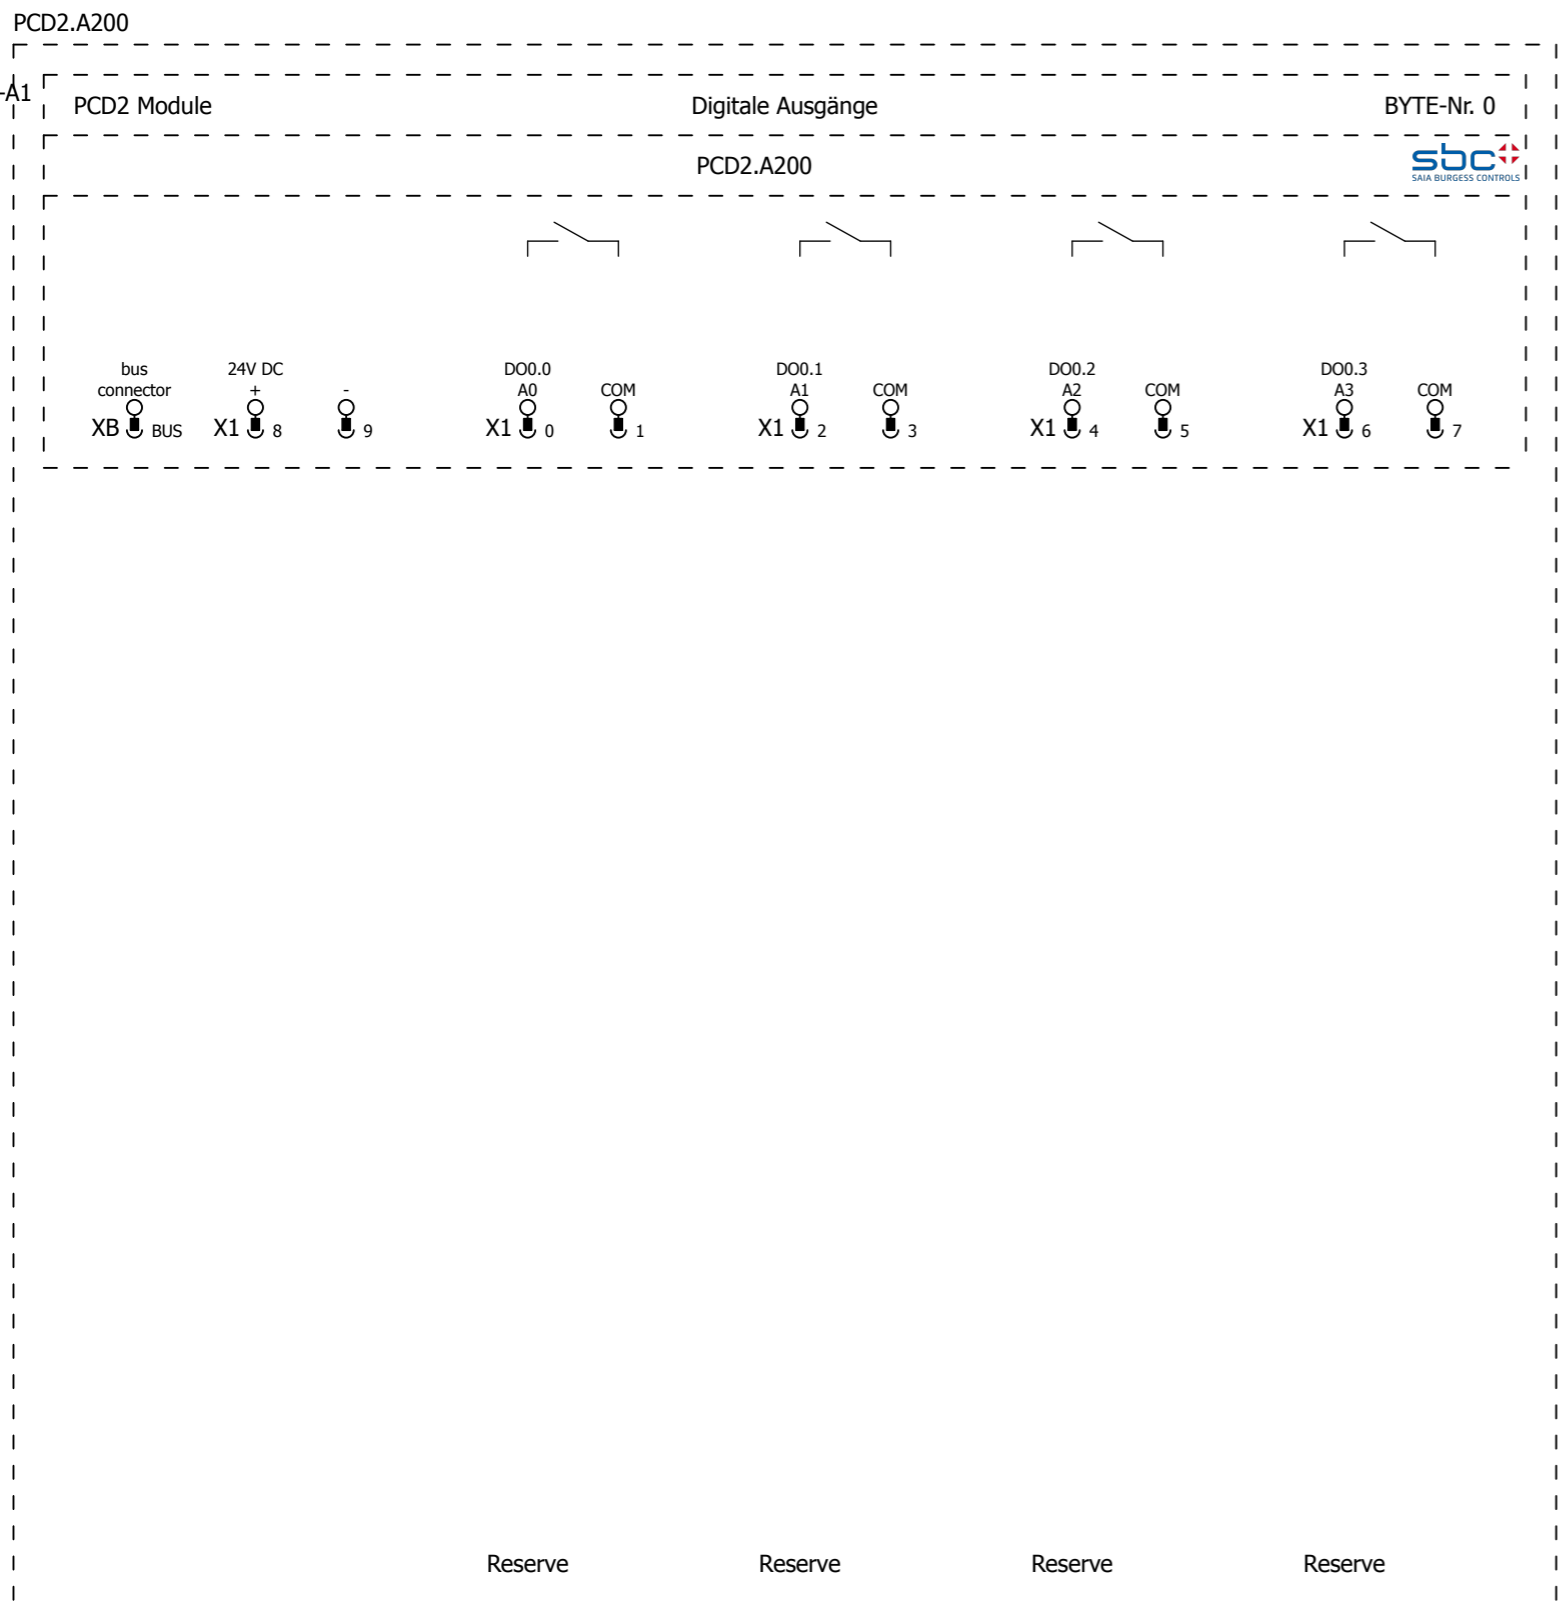 PCD2.A200
-A1
PCD2 Module Digitale Ausgänge BYTE-Nr. 0
PCD2.A200 sbc
SAIA BURGESS CONTROLS
bus 24V DC DO0.0 DO0.1 DO0.2 DO0.3
connector + - A0 COM A1 COM A2 COM A3 COM
XB BUS X1 8 9 X1 0 1 X1 2 3 X1 4 5 X1 6 7
Reserve Reserve Reserve Reserve